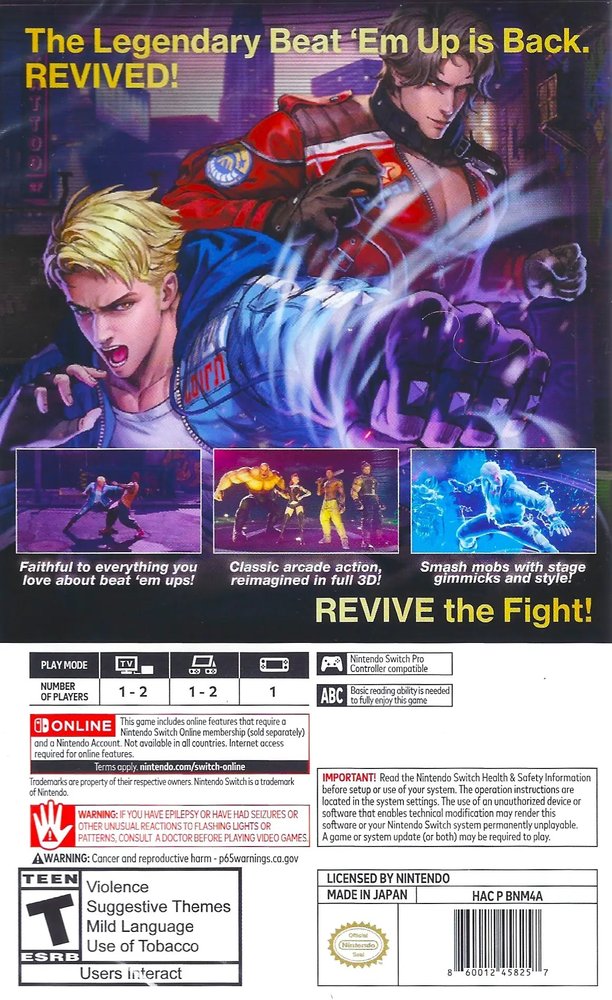 The Legendary Beat 'Em Up is Back.
REVIVED!
Faithful to everything you
love about beat 'em ups!
Classic arcade action,
reimagined in full 3D!
Smash mobs with stage
gimmicks and style!
REVIVE the Fight!
PLAY MODE
TV
NUMBER
OF PLAYERS
1 - 2
1 - 2
1
Nintendo Switch Pro
Controller compatible
ABC
Basic reading ability is needed
to fully enjoy this game
ONLINE
This game includes online features that require a
Nintendo Switch Online membership (sold separately)
and a Nintendo Account. Not available in all countries. Internet access
required for online features.
Terms apply. nintendo.com/switch-online
Trademarks are property of their respective owners. Nintendo Switch is a trademark
of Nintendo.
WARNING: IF YOU HAVE EPILEPSY OR HAVE HAD SEIZURES OR
OTHER UNUSUAL REACTIONS TO FLASHING LIGHTS OR
PATTERNS, CONSULT A DOCTOR BEFORE PLAYING VIDEO GAMES.
WARNING: Cancer and reproductive harm - p65warnings.ca.gov
IMPORTANT! Read the Nintendo Switch Health & Safety Information
before setup or use of your system. The operation instructions are
located in the system settings. The use of an unauthorized device or
software that enables technical modification may render this
software or your Nintendo Switch system permanently unplayable.
A game or system update (or both) may be required to play.
TEEN
T
ESRB
Violence
Suggestive Themes
Mild Language
Use of Tobacco
Users Interact
LICENSED BY NINTENDO
MADE IN JAPAN
HAC P BNM4A
Official
Nintendo
Seal
8 60012 45825 7